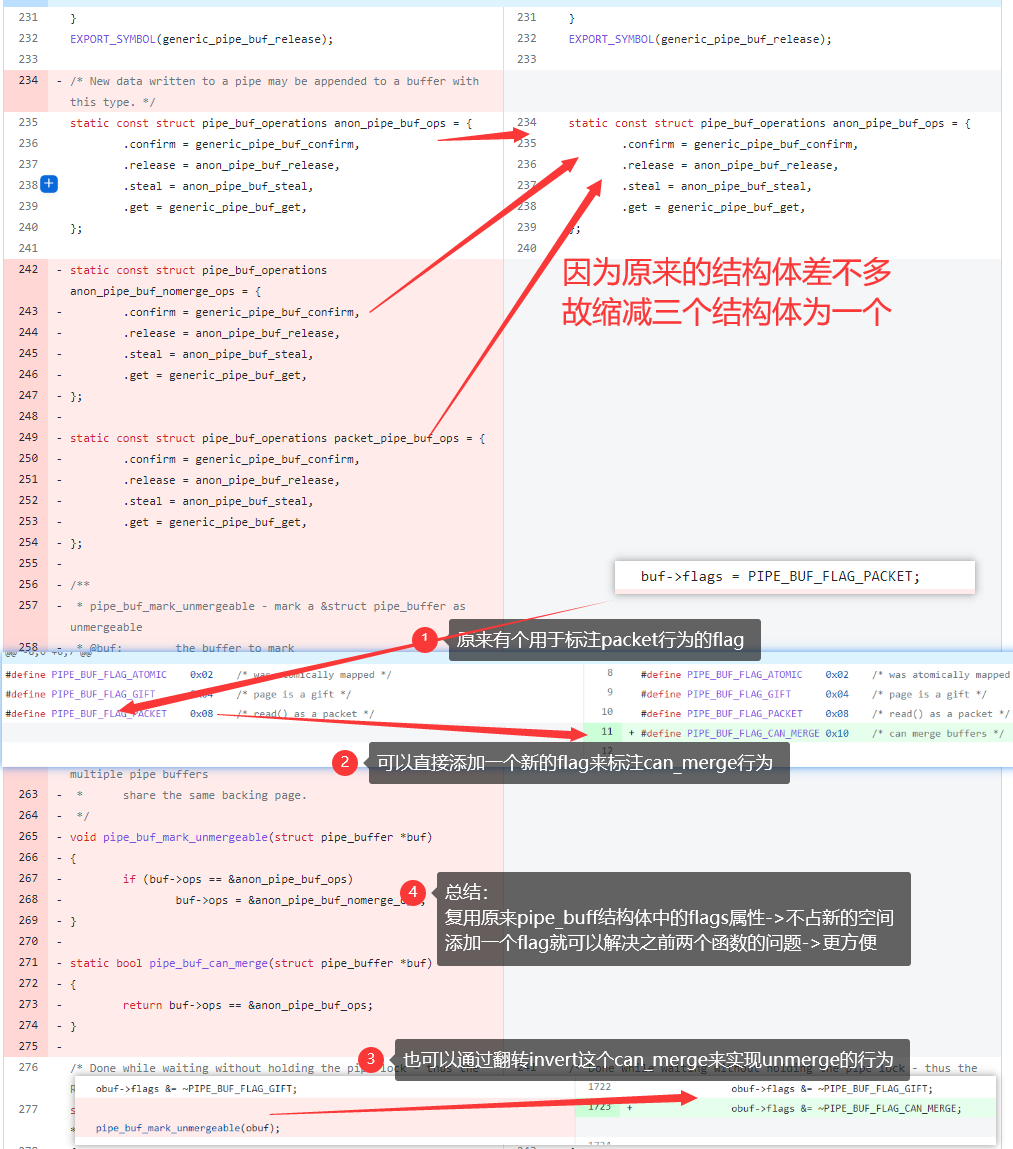 231 } 231 }
232 EXPORT_SYMBOL(generic_pipe_buf_release); 232 EXPORT_SYMBOL(generic_pipe_buf_release);
233 233
234 - /* New data written to a pipe may be appended to a buffer with
this type. */
235 static const struct pipe_buf_operations anon_pipe_buf_ops = { 234 static const struct pipe_buf_operations anon_pipe_buf_ops = {
236 .confirm = generic_pipe_buf_confirm, 235 .confirm = generic_pipe_buf_confirm,
237 .release = anon_pipe_buf_release, 236 .release = anon_pipe_buf_release,
238 + .steal = anon_pipe_buf_steal, 237 .steal = anon_pipe_buf_steal,
239 .get = generic_pipe_buf_get, 238 .get = generic_pipe_buf_get,
240 }; 239 };
241 240
242 - static const struct pipe_buf_operations
anon_pipe_buf_nomerge_ops = {
243 - .confirm = generic_pipe_buf_confirm,
244 - .release = anon_pipe_buf_release,
245 - .steal = anon_pipe_buf_steal,
246 - .get = generic_pipe_buf_get,
247 - };
248 -
因为原来的结构体差不多
故缩减三个结构体为一个
249 - static const struct pipe_buf_operations packet_pipe_buf_ops = {
250 - .confirm = generic_pipe_buf_confirm,
251 - .release = anon_pipe_buf_release,
252 - .steal = anon_pipe_buf_steal,
253 - .get = generic_pipe_buf_get,
254 - };
255 -
256 - /**
buf->flags = PIPE_BUF_FLAG_PACKET;
257 - * pipe_buf_mark_unmergeable - mark a &struct pipe_buffer as
unmergeable
1 原来有个用于标注packet行为的flag
258 - * @buf: the buffer to mark
#define PIPE_BUF_FLAG_ATOMIC 0x02 /* was atomically mapped */ 8 #define PIPE_BUF_FLAG_ATOMIC 0x02 /* was atomically mapped
#define PIPE_BUF_FLAG_GIFT 0x04 /* page is a gift */ 9 #define PIPE_BUF_FLAG_GIFT 0x04 /* page is a gift */
#define PIPE_BUF_FLAG_PACKET 0x08 /* read() as a packet */ 10 #define PIPE_BUF_FLAG_PACKET 0x08 /* read() as a packet */
11 + #define PIPE_BUF_FLAG_CAN_MERGE 0x10 /* can merge buffers */
12
2 可以直接添加一个新的flag来标注can_merge行为
multiple pipe buffers
263 - * share the same backing page.
264 - */
265 - void pipe_buf_mark_unmergeable(struct pipe_buffer *buf)
266 - {
267 - if (buf->ops == &anon_pipe_buf_ops)
268 - buf->ops = &anon_pipe_buf_nomerge_
269 - }
270 -
4 总结:
复用原来pipe_buff结构体中的flags属性->不占新的空间
添加一个flag就可以解决之前两个函数的问题->更方便
271 - static bool pipe_buf_can_merge(struct pipe_buffer *buf)
272 - {
273 - return buf->ops == &anon_pipe_buf_ops;
274 - }
275 -
3 也可以通过翻转invert这个can_merge来实现unmerge的行为
276 /* Done while waiting without holding the pipe lock - thus the 241 /* Done while waiting without holding the pipe lock - thus the
277
obuf->flags &= ~PIPE_BUF_FLAG_GIFT; 1722 obuf->flags &= ~PIPE_BUF_FLAG_GIFT;
1723 + obuf->flags &= ~PIPE_BUF_FLAG_CAN_MERGE;
pipe_buf_mark_unmergeable(obuf);